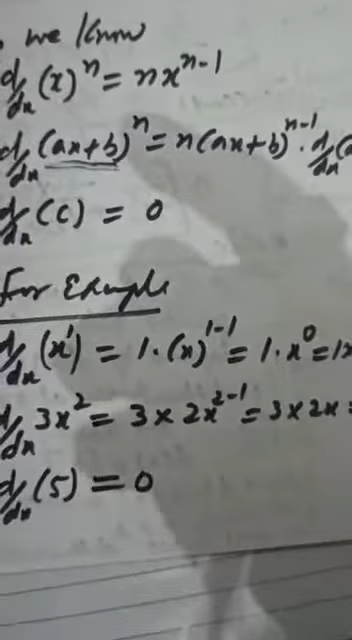 we know
d/dx (x)^n = nx^{n-1}
d/dx (ax+b)^n = n(ax+b)^{n-1} · d/dx (
d/dx (c) = 0
For Example
d/dx (x^1) = 1·(x)^{1-1} = 1·x^0 = 1x
d/dx 3x^2 = 3×2x^{2-1} = 3×2x =
d/dx (5) = 0